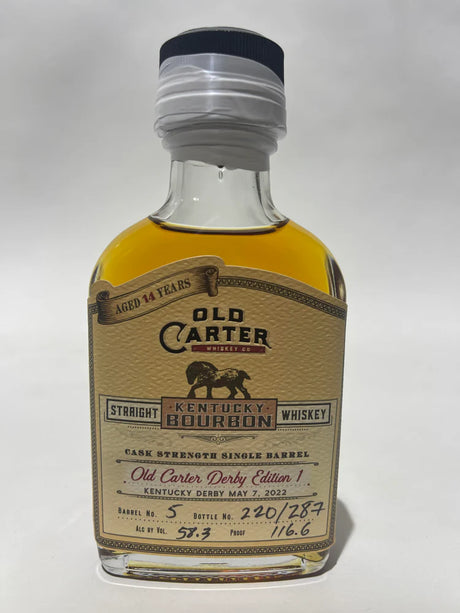 AGED 14 YEARS
OLD
CARTER
WHISKEY CO
STRAIGHT KENTUCKY BOURBON WHISKEY
CASK STRENGTH SINGLE BARREL
Old Carter Derby Edition 1
KENTUCKY DERBY MAY 7, 2022
BARREL NO. 5 BOTTLE NO. 220/287
ALC BY VOL. 58.3 PROOF 116.6